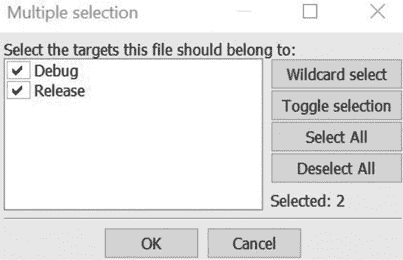 Multiple selection
Select the targets this file should belong to:
Debug
Release
Wildcard select
Toggle selection
Select All
Deselect All
Selected: 2
OK
Cancel